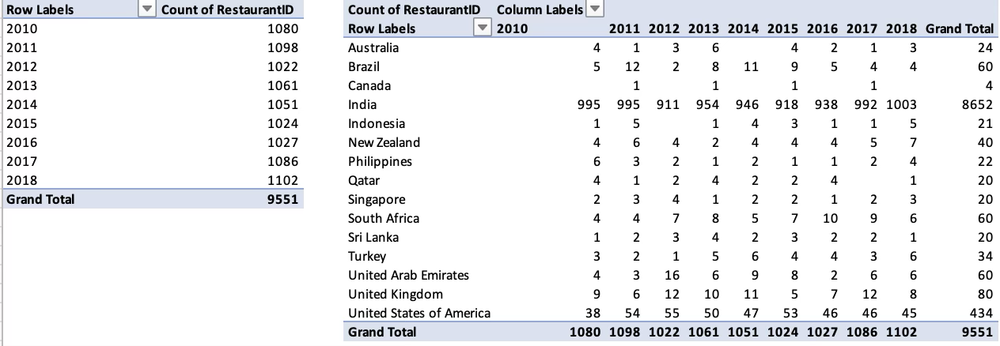 Row Labels Count of RestaurantID
2010 1080
2011 1098
2012 1022
2013 1061
2014 1051
2015 1024
2016 1027
2017 1086
2018 1102
Grand Total 9551
Count of RestaurantID Column Labels
Row Labels 2010 2011 2012 2013 2014 2015 2016 2017 2018 Grand Total
Australia 4 1 3 6 4 2 1 3 24
Brazil 5 12 2 8 11 9 5 4 4 60
Canada 1 1 1 1 4
India 995 995 911 954 946 918 938 992 1003 8652
Indonesia 1 5 1 4 3 1 1 5 21
New Zealand 4 6 4 2 4 4 4 5 7 40
Philippines 6 3 2 1 2 1 1 2 4 22
Qatar 4 1 2 4 2 2 4 1 20
Singapore 2 3 4 1 2 2 1 2 3 20
South Africa 4 4 7 8 5 7 10 9 6 60
Sri Lanka 1 2 3 4 2 3 2 2 1 20
Turkey 3 2 1 5 6 4 4 3 6 34
United Arab Emirates 4 3 16 6 9 8 2 6 6 60
United Kingdom 9 6 12 10 11 5 7 12 8 80
United States of America 38 54 55 50 47 53 46 46 45 434
Grand Total 1080 1098 1022 1061 1051 1024 1027 1086 1102 9551